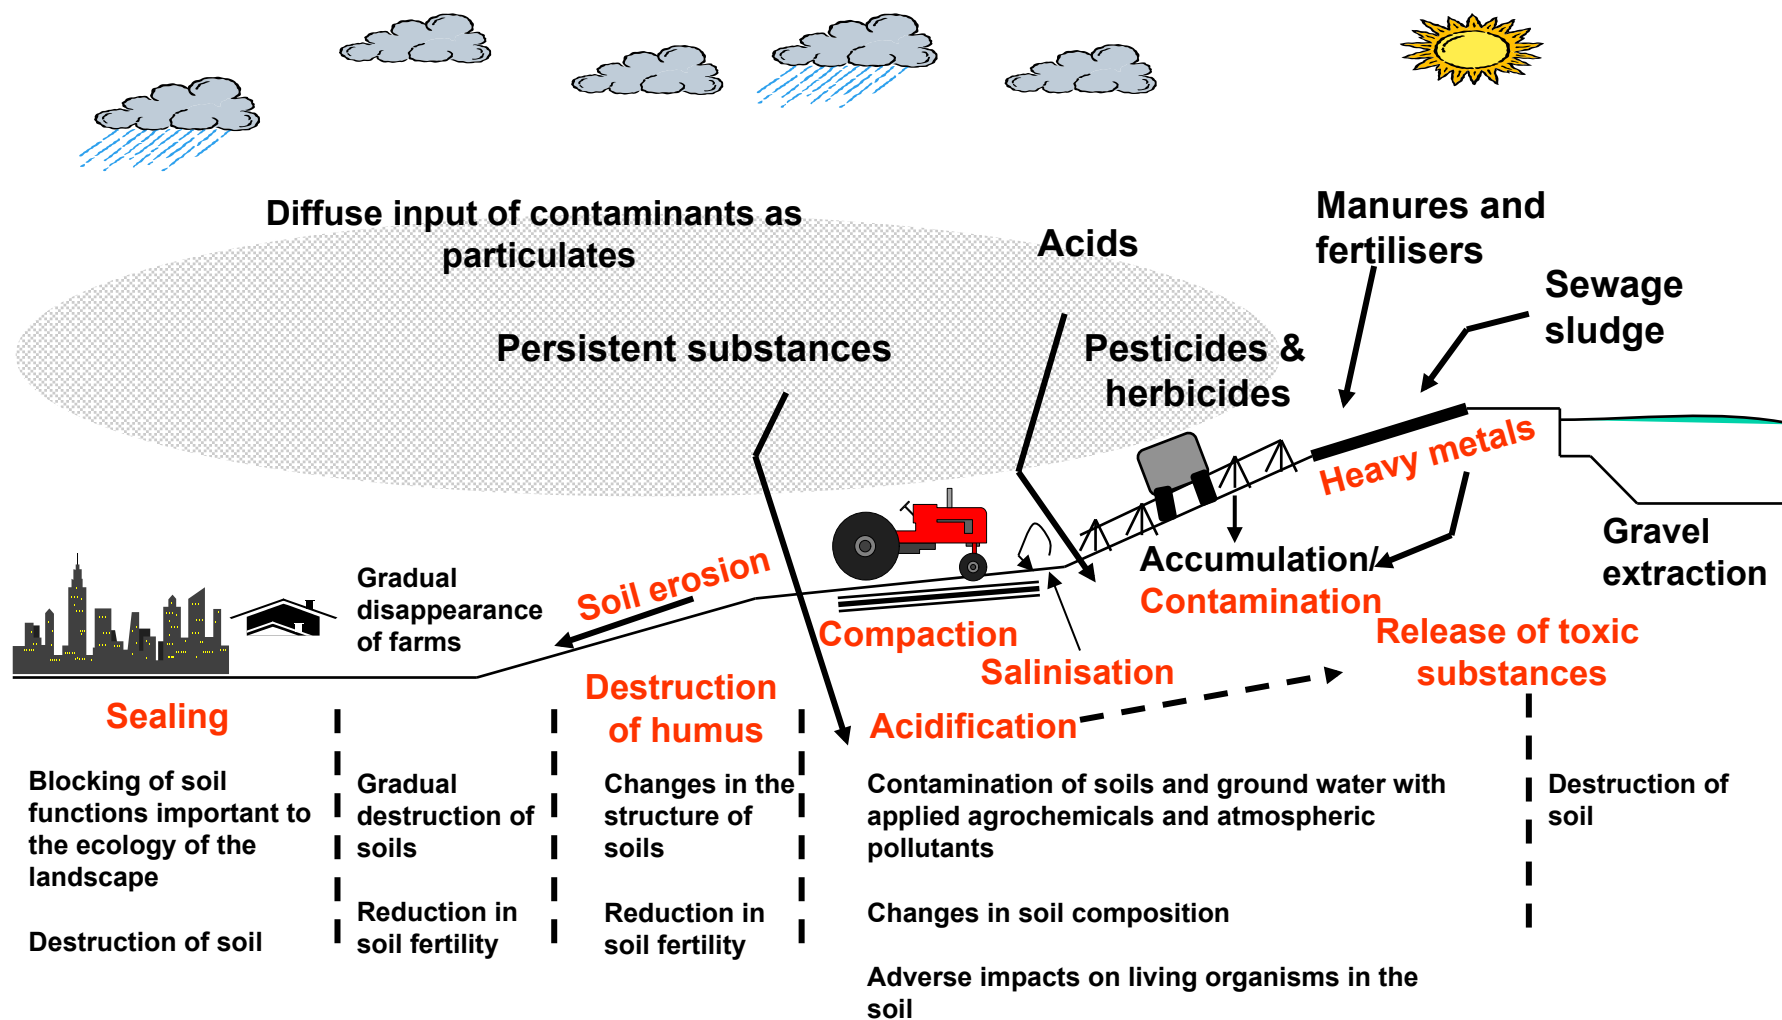 Diffuse input of contaminants as
particulates
Acids
Manures and
fertilisers
Sewage
sludge
Persistent substances
Pesticides &
herbicides
Heavy metals
Gravel
extraction
Accumulation/
Contamination
Gradual
disappearance
of farms
Soil erosion
Compaction
Salinisation
Release of toxic
substances
Sealing
Destruction
of humus
Acidification
Blocking of soil
functions important to
the ecology of the
landscape
Destruction of soil
Gradual
destruction of
soils
Reduction in
soil fertility
Changes in the
structure of
soils
Reduction in
soil fertility
Contamination of soils and ground water with
applied agrochemicals and atmospheric
pollutants
Changes in soil composition
Adverse impacts on living organisms in the
soil
Destruction of
soil